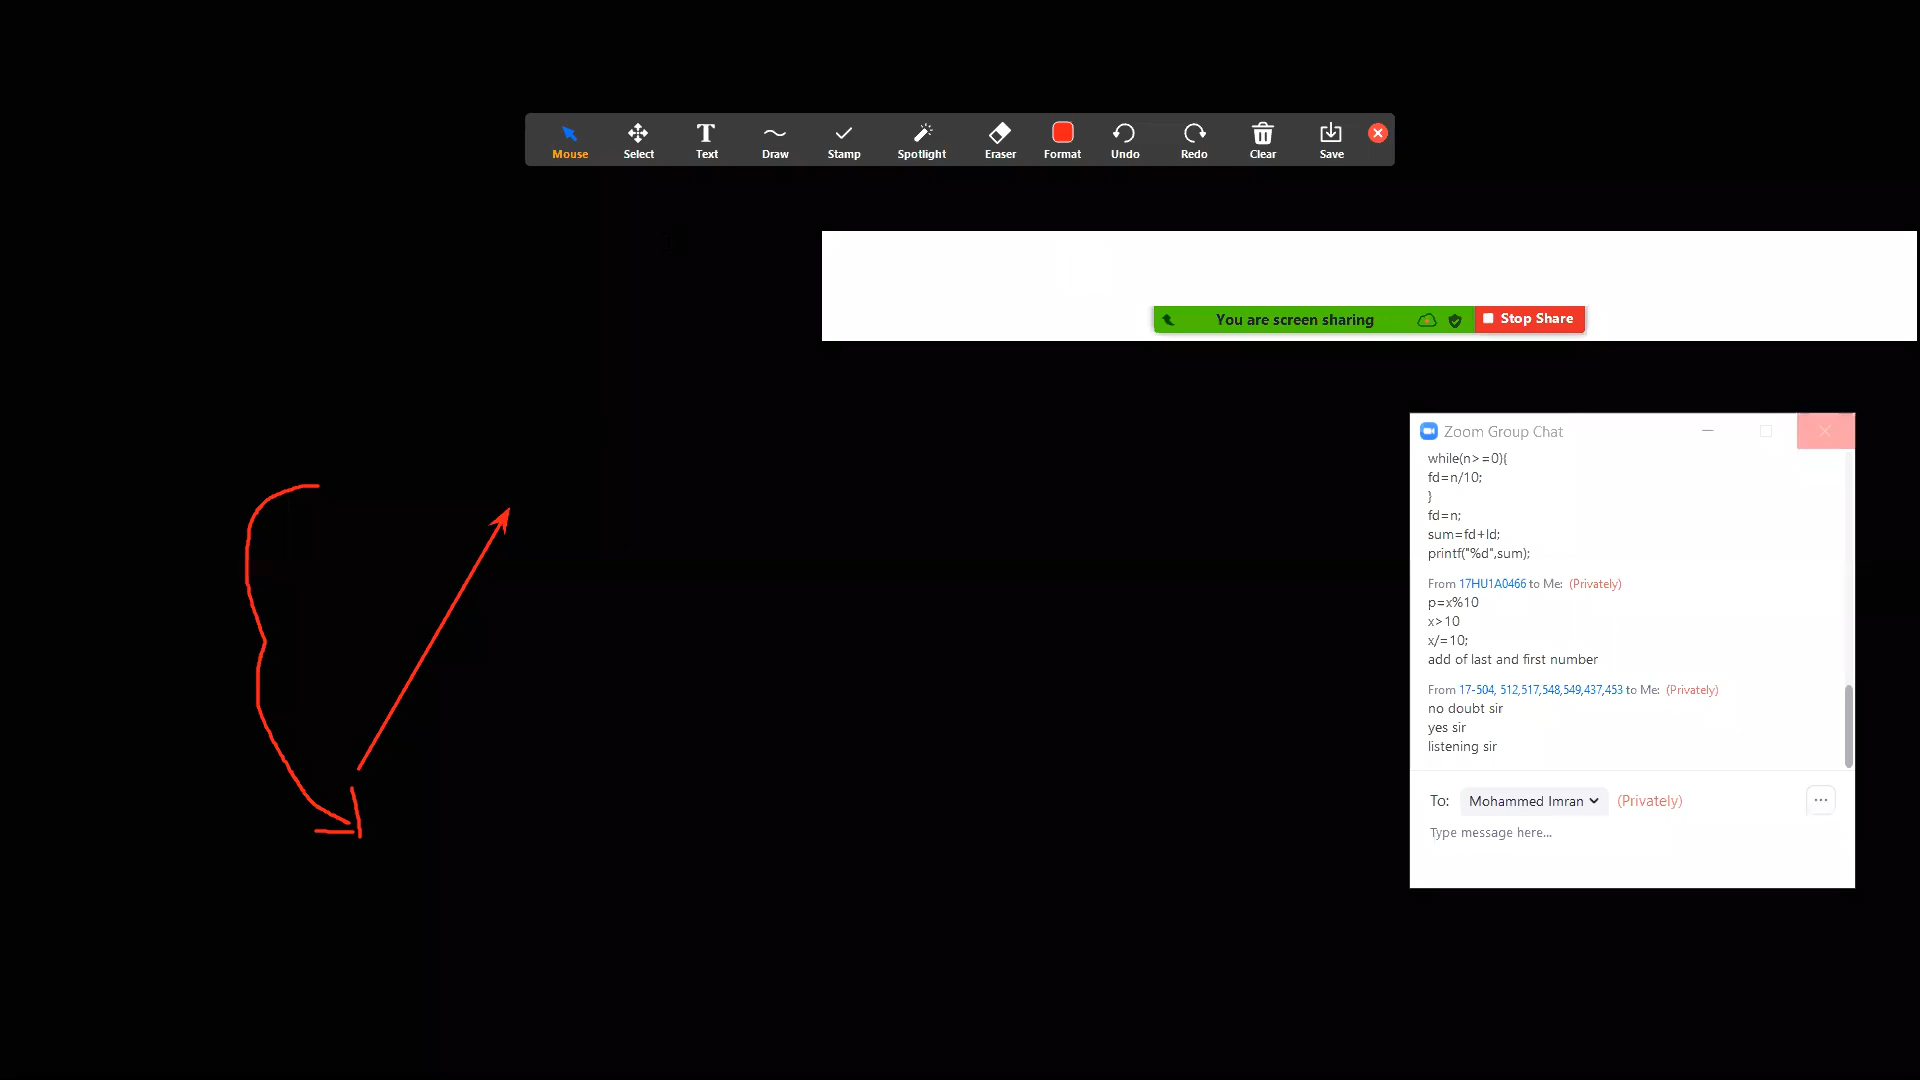 Mouse Select Text Draw Stamp Spotlight Eraser Format Undo Redo Clear Save
You are screen sharing Stop Share
Zoom Group Chat
while(n>=0){
fd=n/10;
}
fd=n;
sum=fd+ld;
printf("%d",sum);
From 17HU1A0466 to Me: (Privately)
p=x%10
x>10
x/=10;
add of last and first number
From 17-504, 512,517,548,549,437,453 to Me: (Privately)
no doubt sir
yes sir
listening sir
To: Mohammed Imran (Privately)
Type message here...